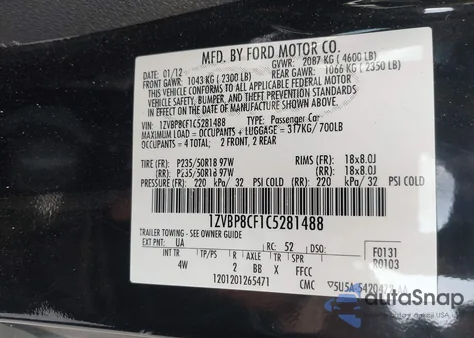 MFD. BY FORD MOTOR CO.
01/12 GVWR: 2087 KG ( 4600 LB)
FRONT GAWR: 1043 KG ( 2300 LB) REAR GAWR: 1066 KG ( 2350 LB)
THIS VEHICLE CONFORMS TO ALL APPLICABLE FEDERAL MOTOR
VEHICLE SAFETY, BUMPER, AND THEFT PREVENTION STANDARDS
IN EFFECT ON THE DATE OF MANUFACTURE SHOWN ABOVE.
VIN: 1ZVBP8CF1C5281488 TYPE: Passenger Car
MAXIMUM LOAD = OCCUPANTS + LUGGAGE = 317KG/ 700LB
OCCUPANTS = 4 TOTAL: 2 FRONT, 2 REAR
TIRE (FR) P235/50R18 97W RIMS (FR) 18x8.0J
(RR) P235/50R18 97W (RR) 18x8.0J
PRESSURE (FR) 220 kPa/ 32 PSI COLD (RR) 220 kPa/ 32 PSI COLD
1ZVBP8CF1C5281488
TIRE SERVICING - SEE OWNER GUIDE
EXT PNT: UA RC: 52 DSO: F0131
INT TR TP/PS R AXLE TR SPR R0103
4W 2 BB X FFCC
1201201265471 CMC
autoSnap